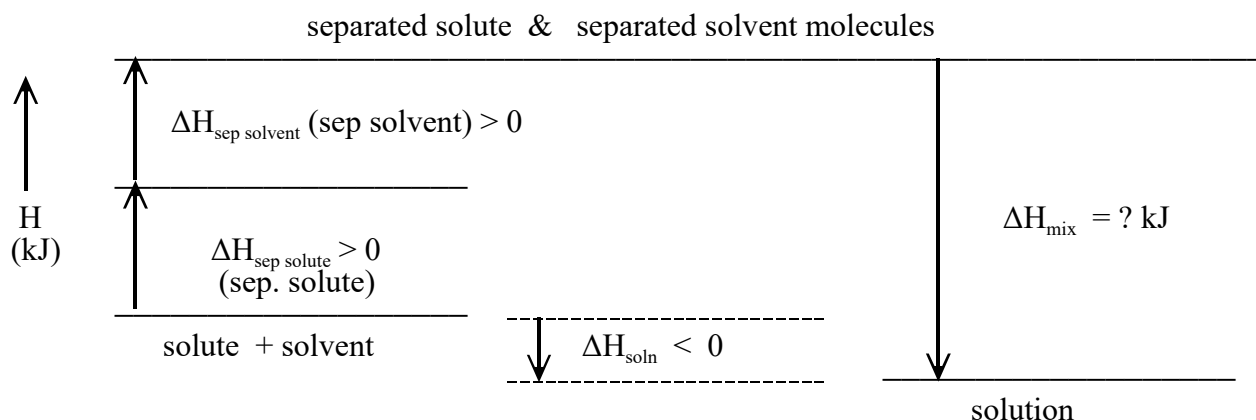 separated solute & separated solvent molecules
ΔH_sep solvent (sep solvent) > 0
H
(kJ)
ΔH_mix = ? kJ
ΔH_sep solute > 0
(sep. solute)
solute + solvent
ΔH_soln < 0
solution